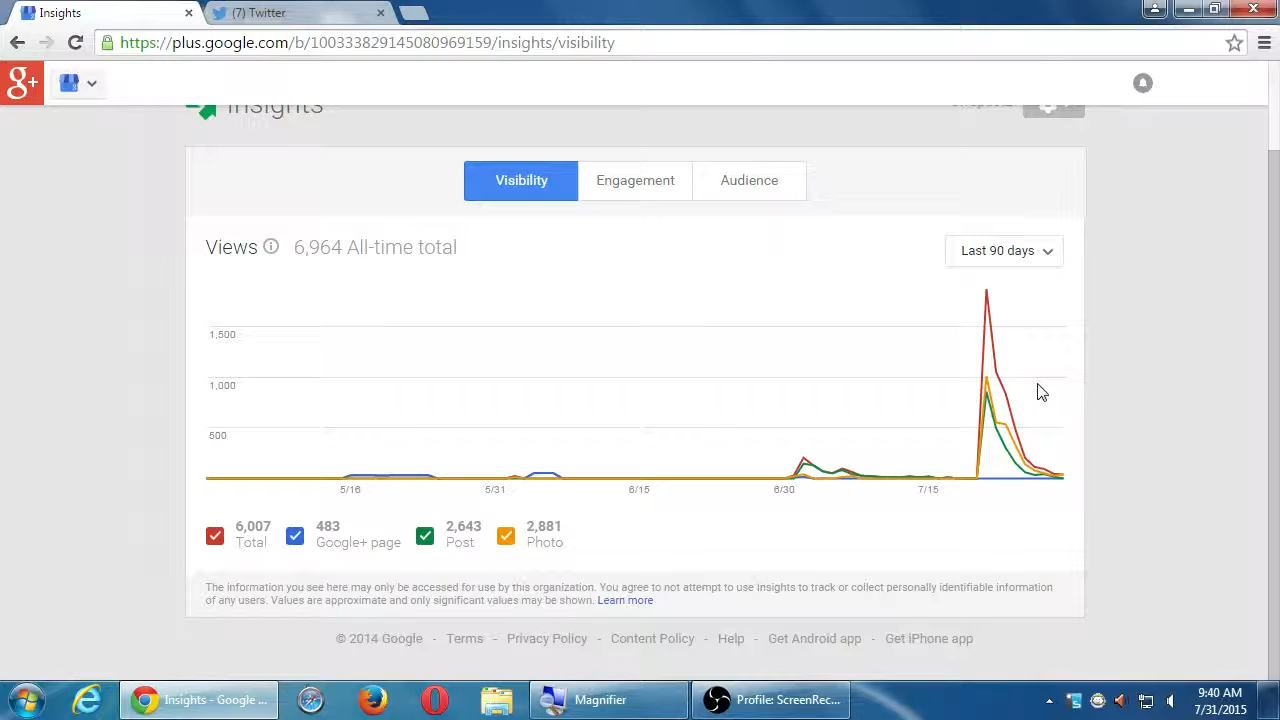 Insights
(7) Twitter
https://plus.google.com/b/100333829145080969159/insights/visibility
g+
Insights
Visibility
Engagement
Audience
Views
6,964 All-time total
Last 90 days
1,500
1,000
500
5/16
5/31
6/15
6/30
7/15
6,007
Total
483
Google+ page
2,643
Post
2,881
Photo
The information you see here may only be accessed for use by this organization. You agree to not attempt to use Insights to track or collect personally identifiable information
of any users. Values are approximate and only significant values may be shown. Learn more
© 2014 Google - Terms - Privacy Policy - Content Policy - Help - Get Android app - Get iPhone app
Insights - Google ...
Magnifier
Profile: ScreenRec...
9:40 AM
7/31/2015